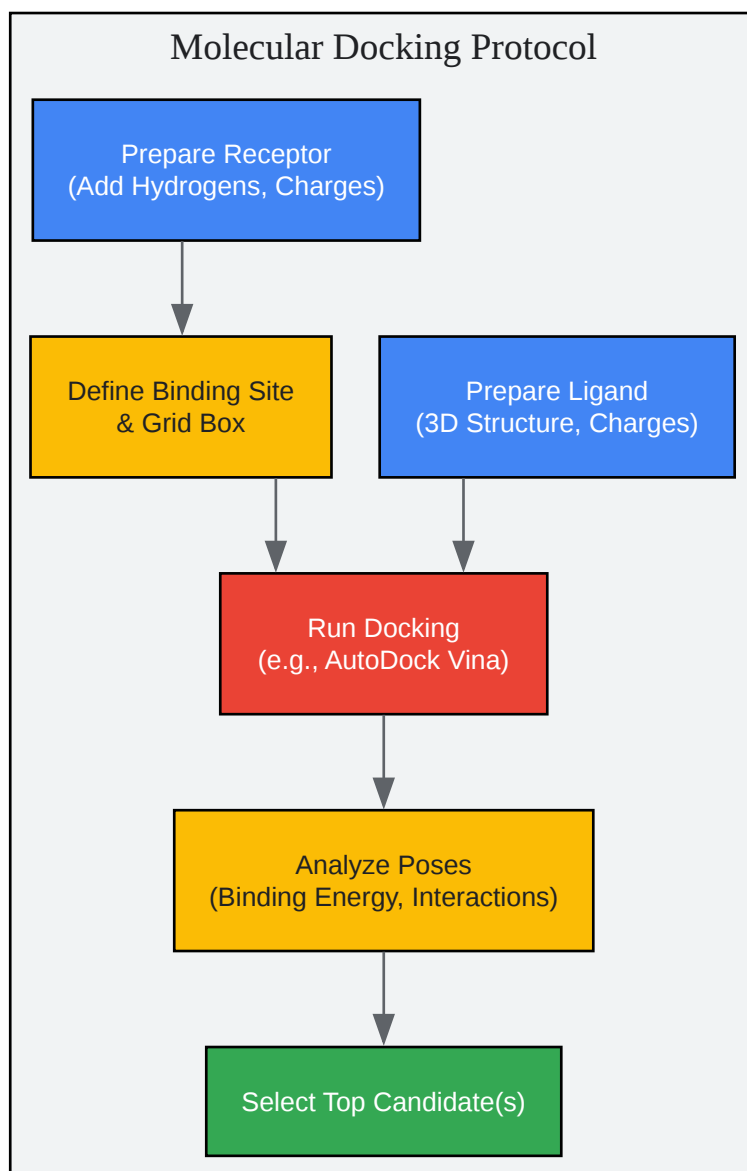 Molecular Docking Protocol
Prepare Receptor
(Add Hydrogens, Charges)
Define Binding Site
& Grid Box
Prepare Ligand
(3D Structure, Charges)
Run Docking
(e.g., AutoDock Vina)
Analyze Poses
(Binding Energy, Interactions)
Select Top Candidate(s)